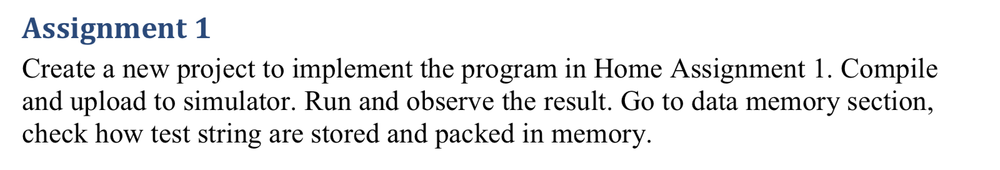 Assignment 1
Create a new project to implement the program in Home Assignment 1. Compile
and upload to simulator. Run and observe the result. Go to data memory section,
check how test string are stored and packed in memory.